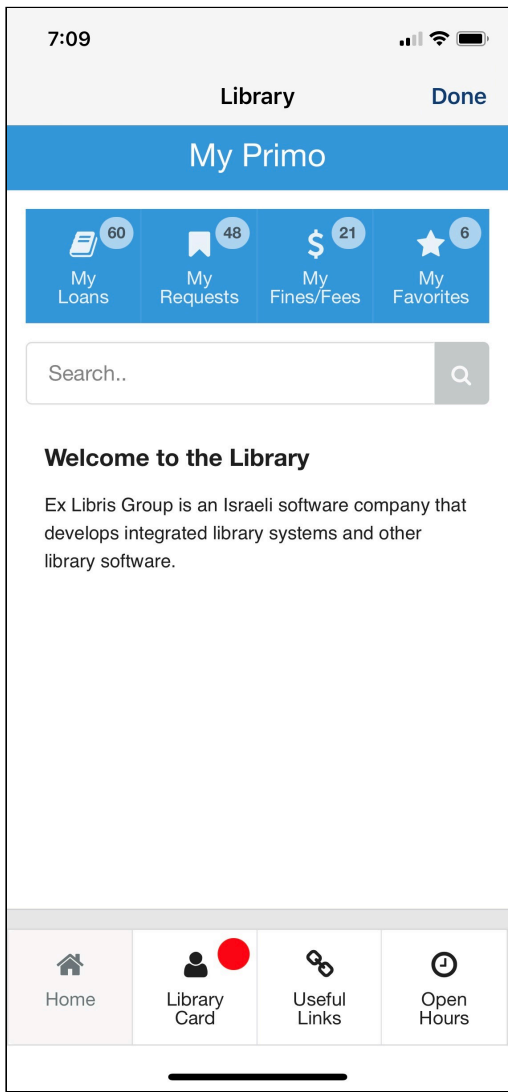 7:09
Library
Done
My Primo
60
My
Loans
48
My
Requests
$
21
My
Fines/Fees
6
My
Favorites
Search..
Welcome to the Library
Ex Libris Group is an Israeli software company that
develops integrated library systems and other
library software.
Home
Library
Card
Useful
Links
Open
Hours